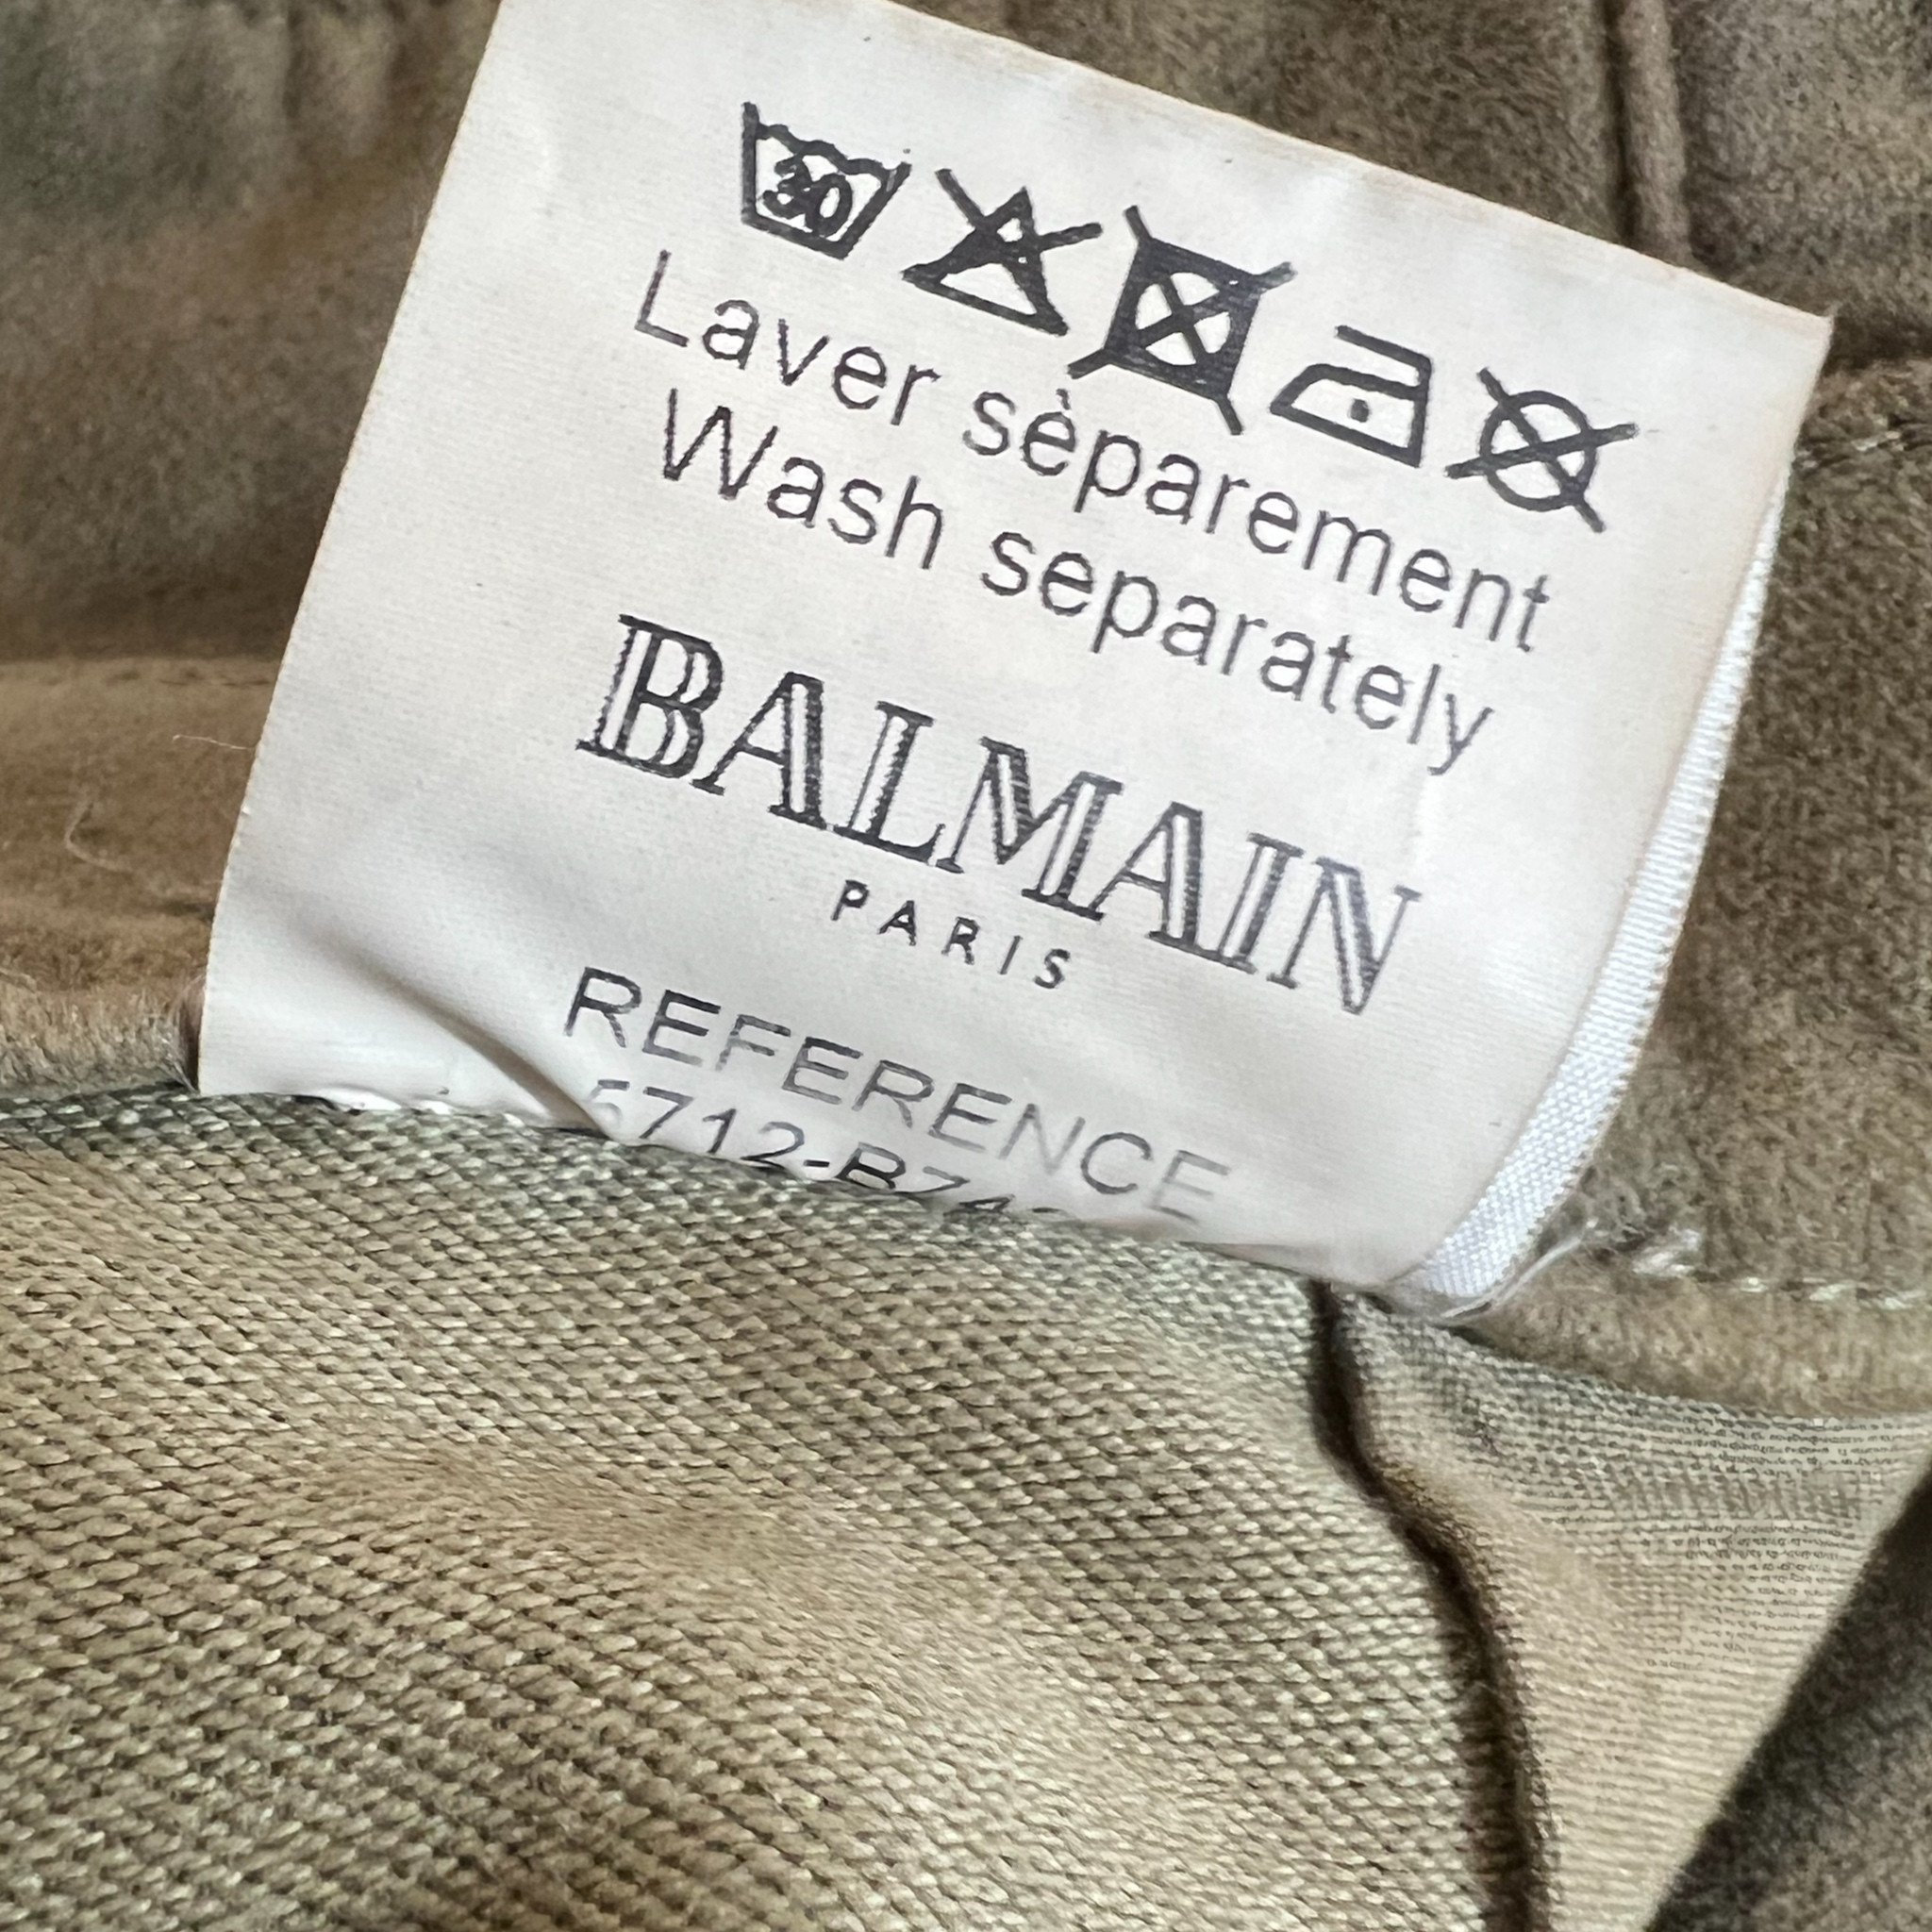 30
Laver sèparement
Wash separately
BALMAIN
PARIS
REFERENCE